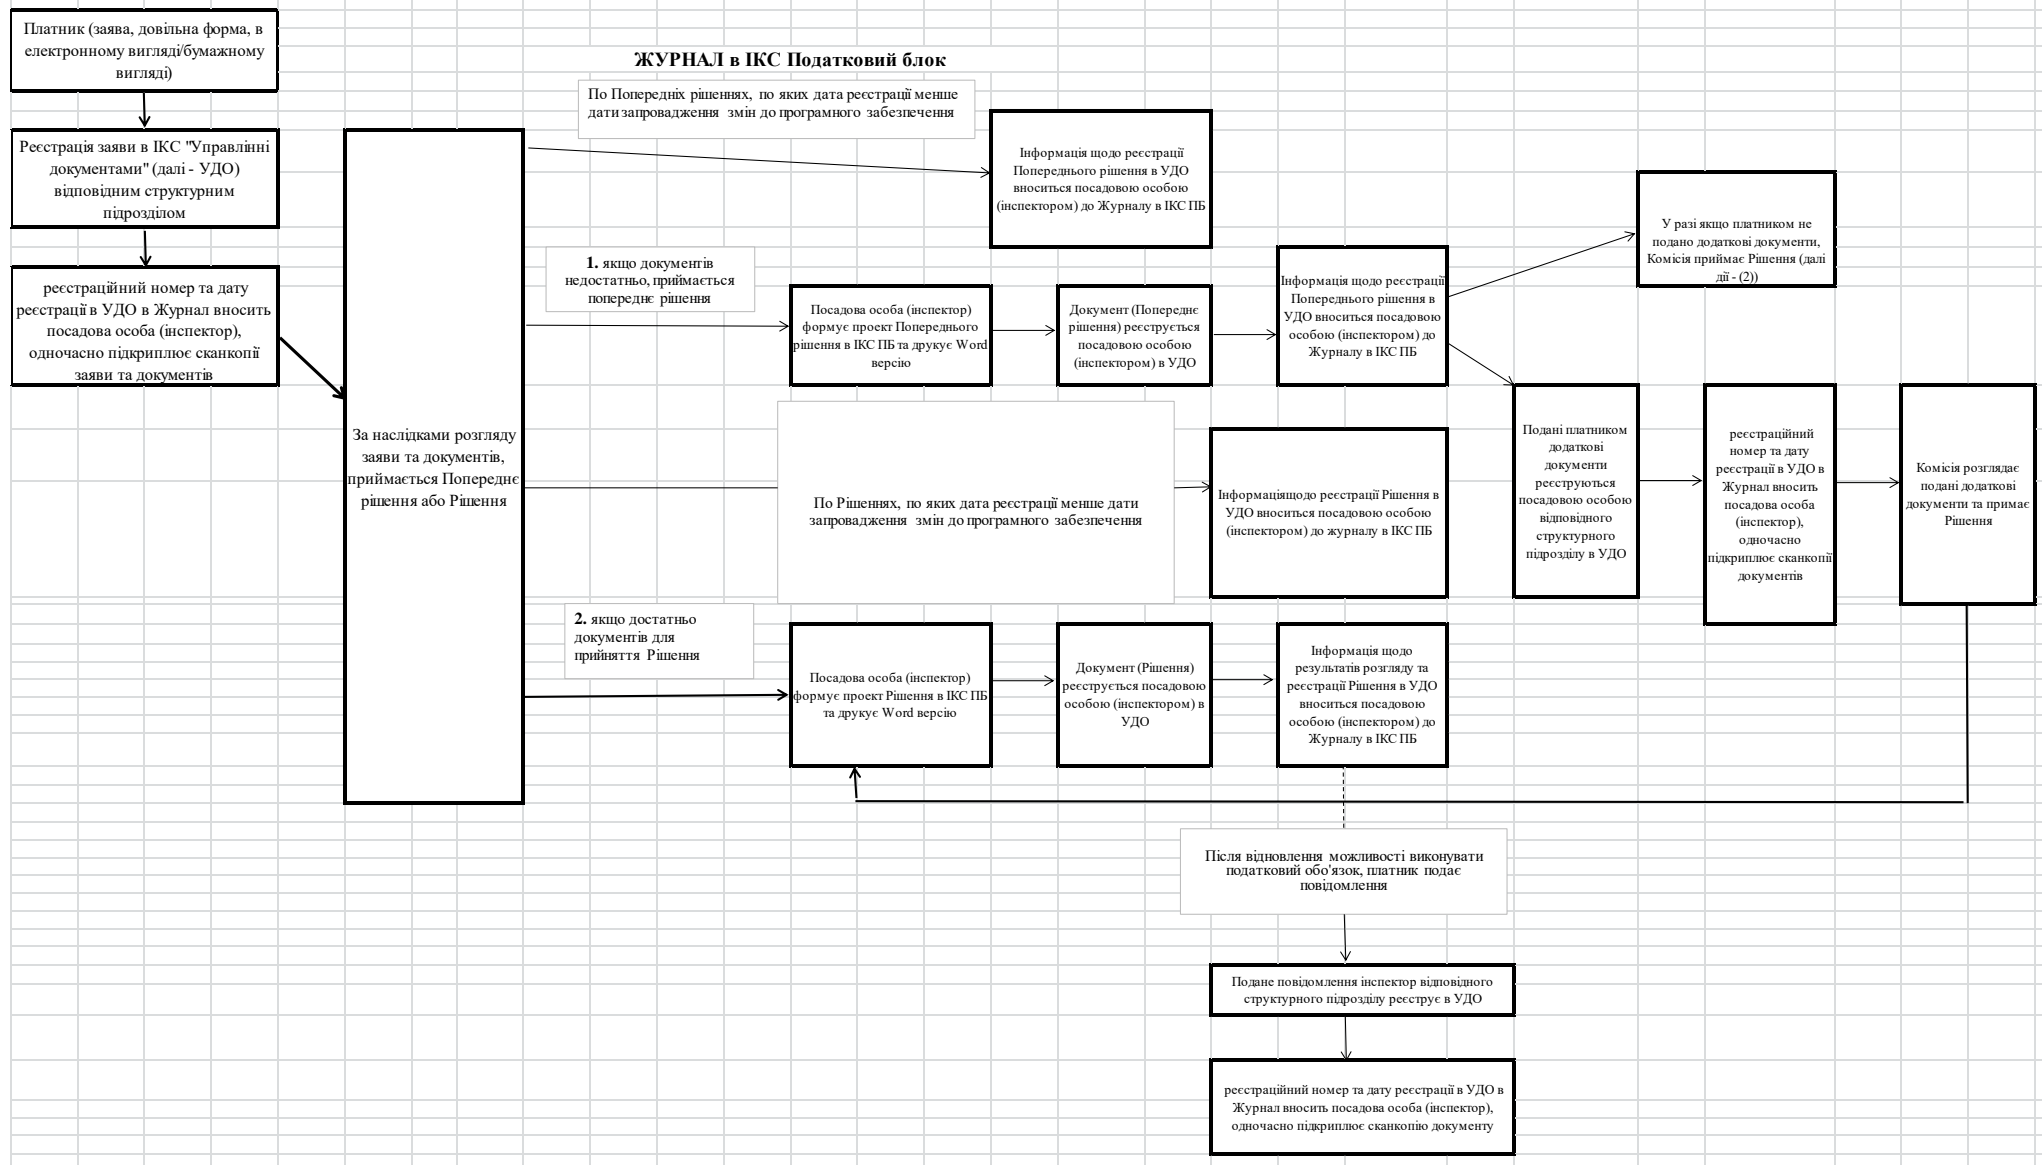 Платник (заява, довільна форма, в
електронному вигляді/бумажному
вигляді)
Реєстрація заяви в ІКС "Управлінні
документами" (далі - УДО)
відповідним структурним
підрозділом
реєстраційний номер та дату
реєстрації в УДО в Журнал вносить
посадова особа (інспектор),
одночасно підкриплює сканкопії
заяви та документів
За наслідками розгляду
заяви та документів,
приймається Попереднє
рішення або Рішення
ЖУРНАЛ в ІКС Податковий блок
По Попередніх рішеннях, по яких дата реєстрації менше
дати запровадження змін до програмного забезпечення
Інформація щодо реєстрації
Попереднього рішення в УДО
вноситься посадовою особою
(інспектором) до Журналу в ІКС ПБ
1. якщо документів
недостатньо, приймається
попереднє рішення
Посадова особа (інспектор)
формує проект Попереднього
рішення в ІКС ПБ та друкує Word
версію
Документ (Попереднє
рішення) реєструється
посадовою особою
(інспектором) в УДО
Інформація щодо реєстрації
Попереднього рішення в
УДО вноситься посадовою
особою (інспектором) до
Журналу в ІКС ПБ
У разі якщо платником не
подано додаткові документи,
Комісія приймає Рішення (далі
дії - (2))
Подані платником
додаткові
документи
реєструються
посадовою особою
відповідного
структурного
підрозділу в УДО
реєстраційний
номер та дату
реєстрації в УДО в
Журнал вносить
посадова особа
(інспектор),
одночасно
підкриплює сканкопії
документів
Комісія розглядає
подані додаткові
документи та примає
Рішення
По Рішеннях, по яких дата реєстрації менше дати
запровадження змін до програмного забезпечення
Інформаціящодо реєстрації Рішення в
УДО вноситься посадовою особою
(інспектором) до журналу в ІКС ПБ
2. якщо достатньо
документів для
прийняття Рішення
Посадова особа (інспектор)
формує проект Рішення в ІКС ПБ
та друкує Word версію
Документ (Рішення)
реєструється посадовою
особою (інспектором) в
УДО
Інформація щодо
результатів розгляду та
реєстрації Рішення в УДО
вноситься посадовою
особою (інспектором) до
Журналу в ІКС ПБ
Після відновлення можливості виконувати
податковий обо'язок, платник подає
повідомлення
Подане повідомлення інспектор відповідного
структурного підрозділу реєструє в УДО
реєстраційний номер та дату реєстрації в УДО в
Журнал вносить посадова особа (інспектор),
одночасно підкриплює сканкопію документу